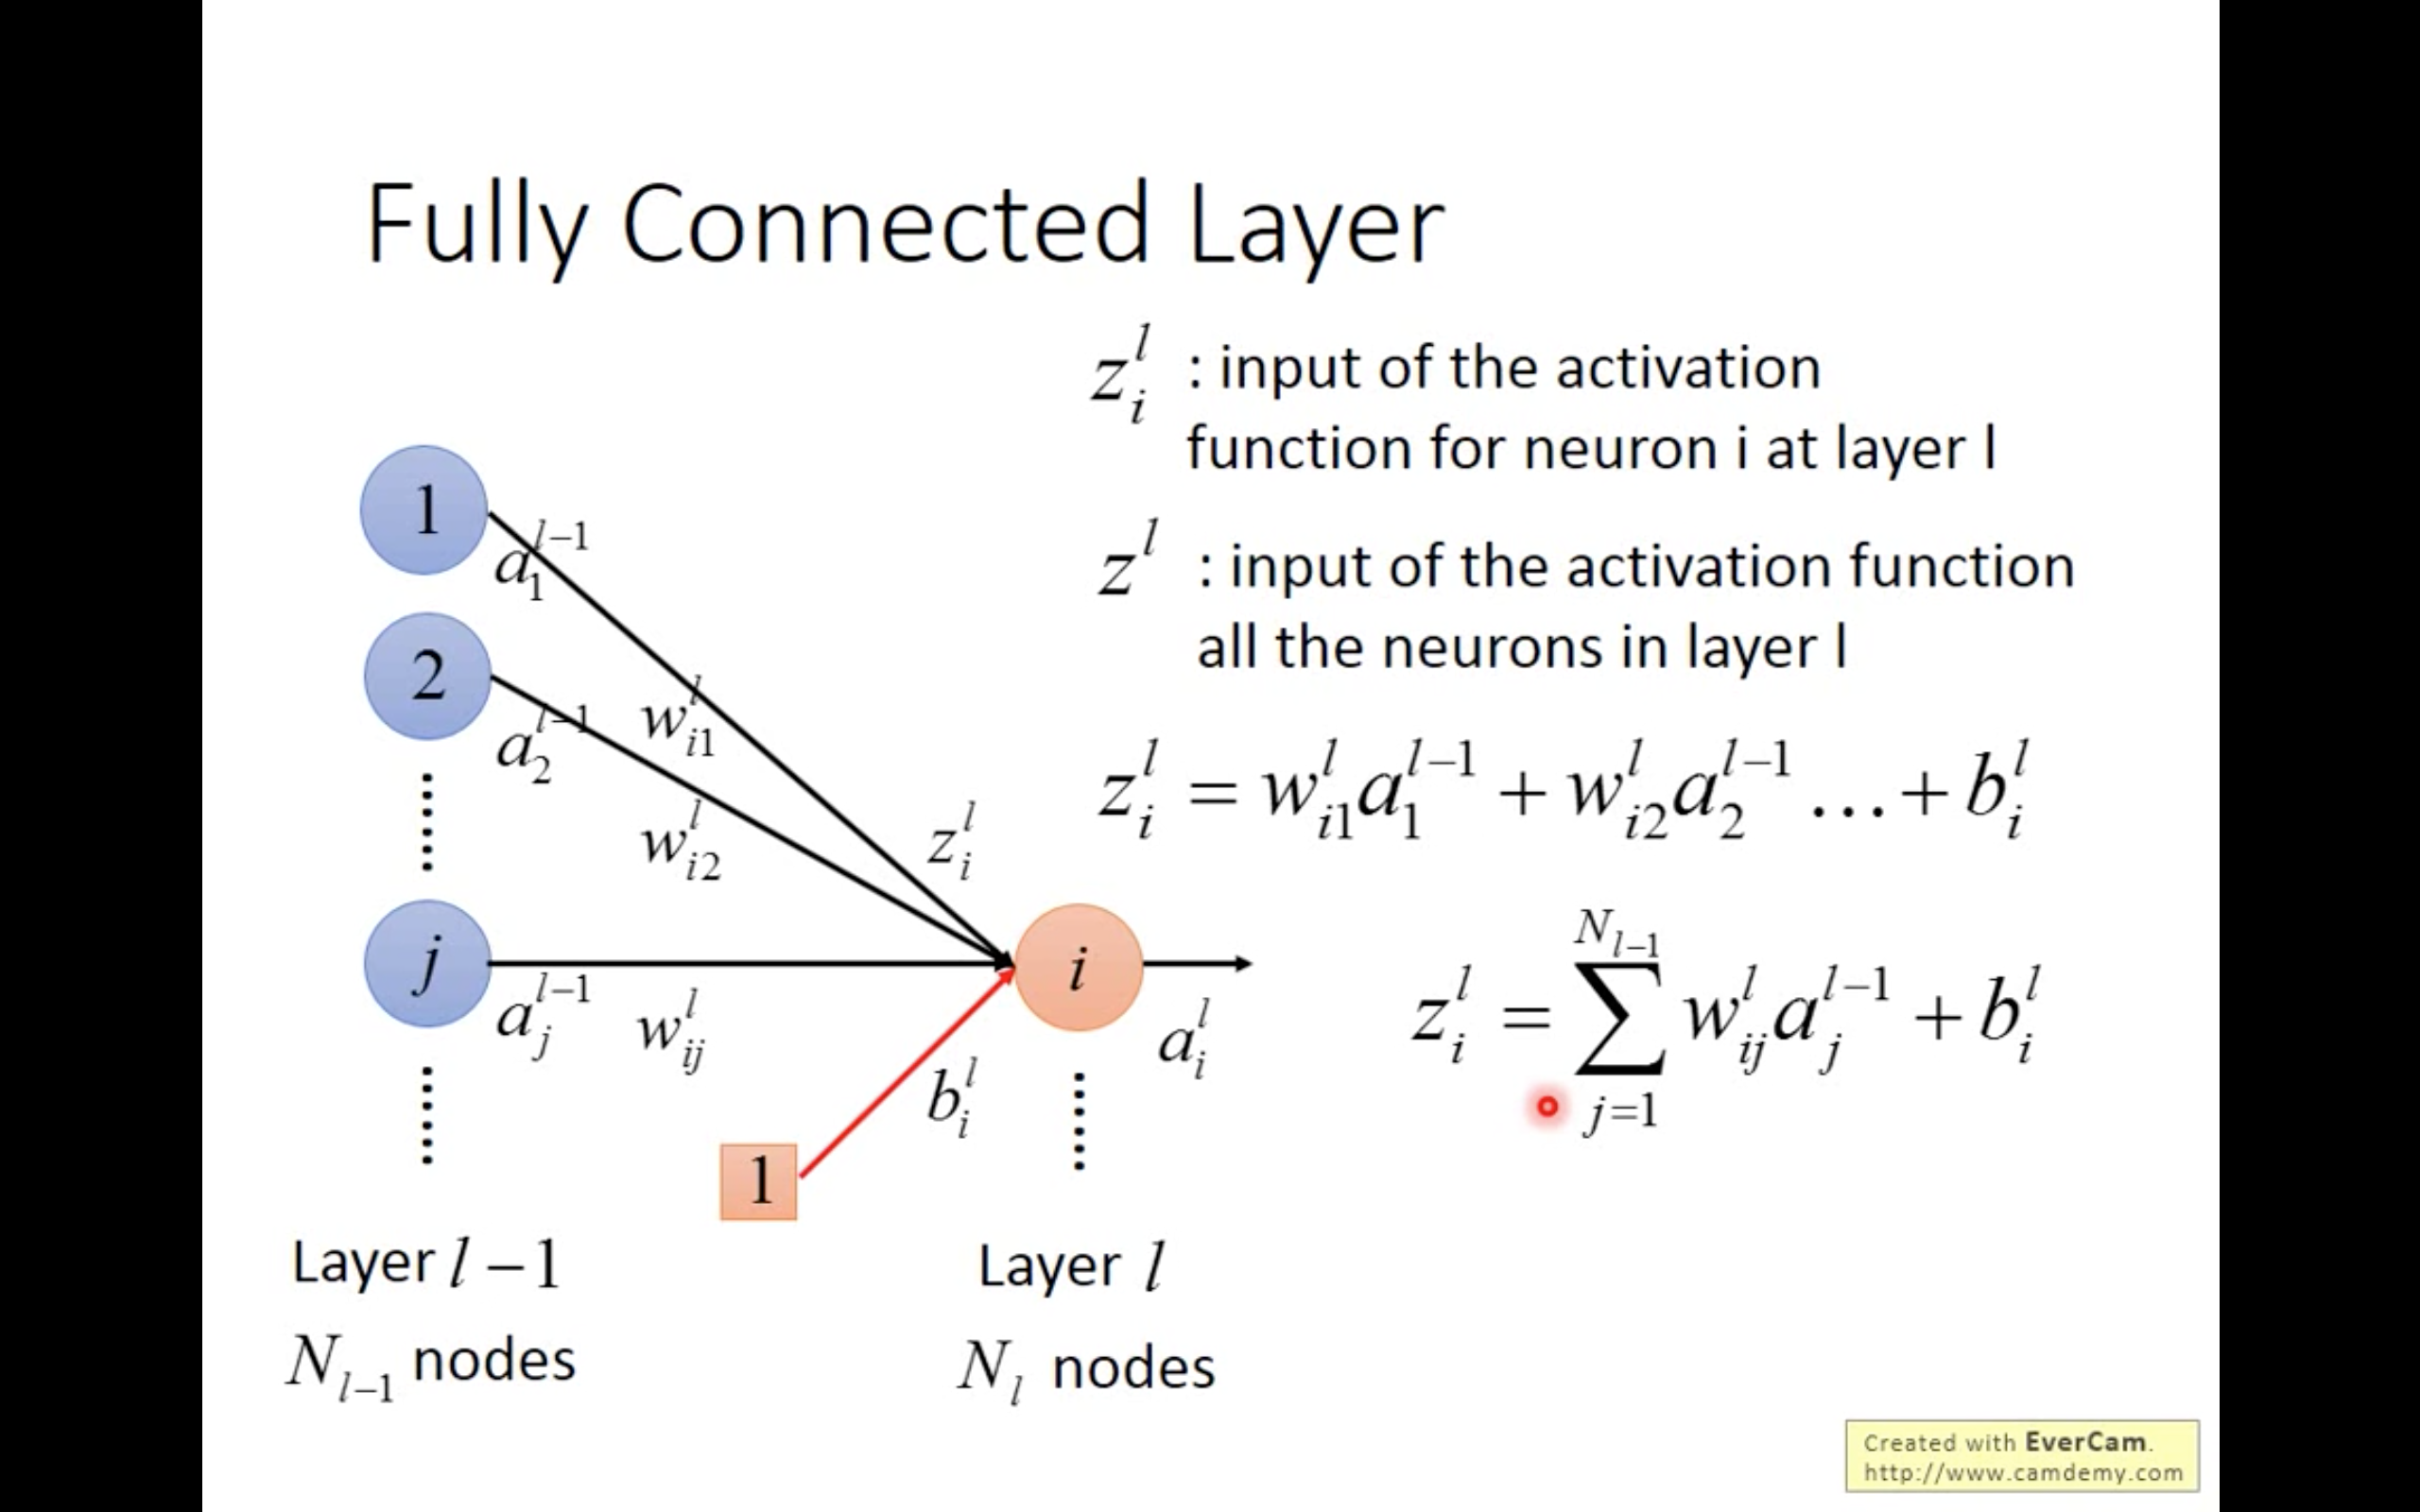 Fully Connected Layer
z_i^l : input of the activation
function for neuron i at layer l
z^l : input of the activation function
all the neurons in layer l
z_i^l = w_{i1}^l a_1^{l−1} + w_{i2}^l a_2^{l−1} … + b_i^l
z_i^l = ∑_{j=1}^{N_{l−1}} w_{ij}^l a_j^{l−1} + b_i^l
1
a_1^{l−1}
w_{i1}^l
2
a_2^{l−1}
w_{i2}^l
z_i^l
j
a_j^{l−1}
w_{ij}^l
i
a_i^l
b_i^l
1
Layer l −1
N_{l−1} nodes
Layer l
N_l nodes
Created with EverCam.
http://www.camdemy.com